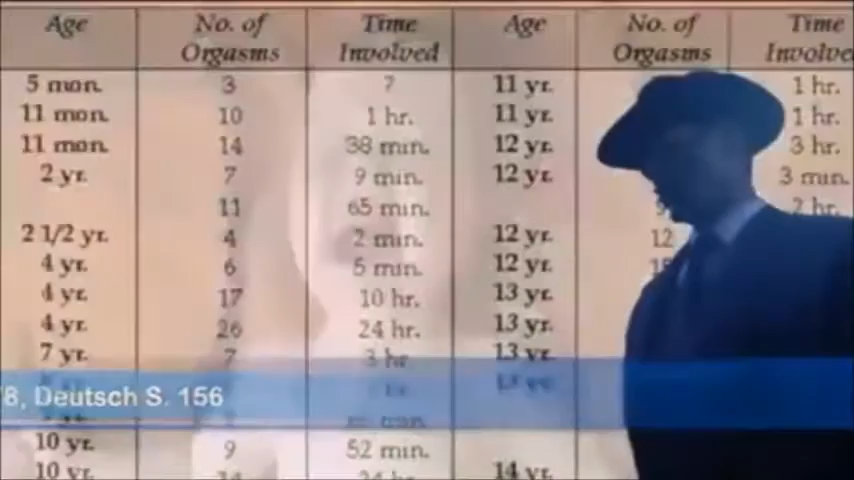 Age No. of Orgasms Time Involved Age No. of Orgasms Time
5 mon. 3 ? 11 yr. 1 hr.
11 mon. 10 1 hr. 11 yr. 1 hr.
11 mon. 14 38 min. 12 yr. 3 hr.
2 yr. 7 9 min. 12 yr. 3 min.
11 65 min. 2 hr.
2 1/2 yr. 4 2 min. 12 yr. 12
4 yr. 6 5 min. 12 yr.
4 yr. 17 10 hr. 13 yr.
4 yr. 26 24 hr. 13 yr.
7 yr. 7 3 hr. 13 yr.
Deutsch S. 156
10 yr. 9 52 min.
10 yr. 14 yr.